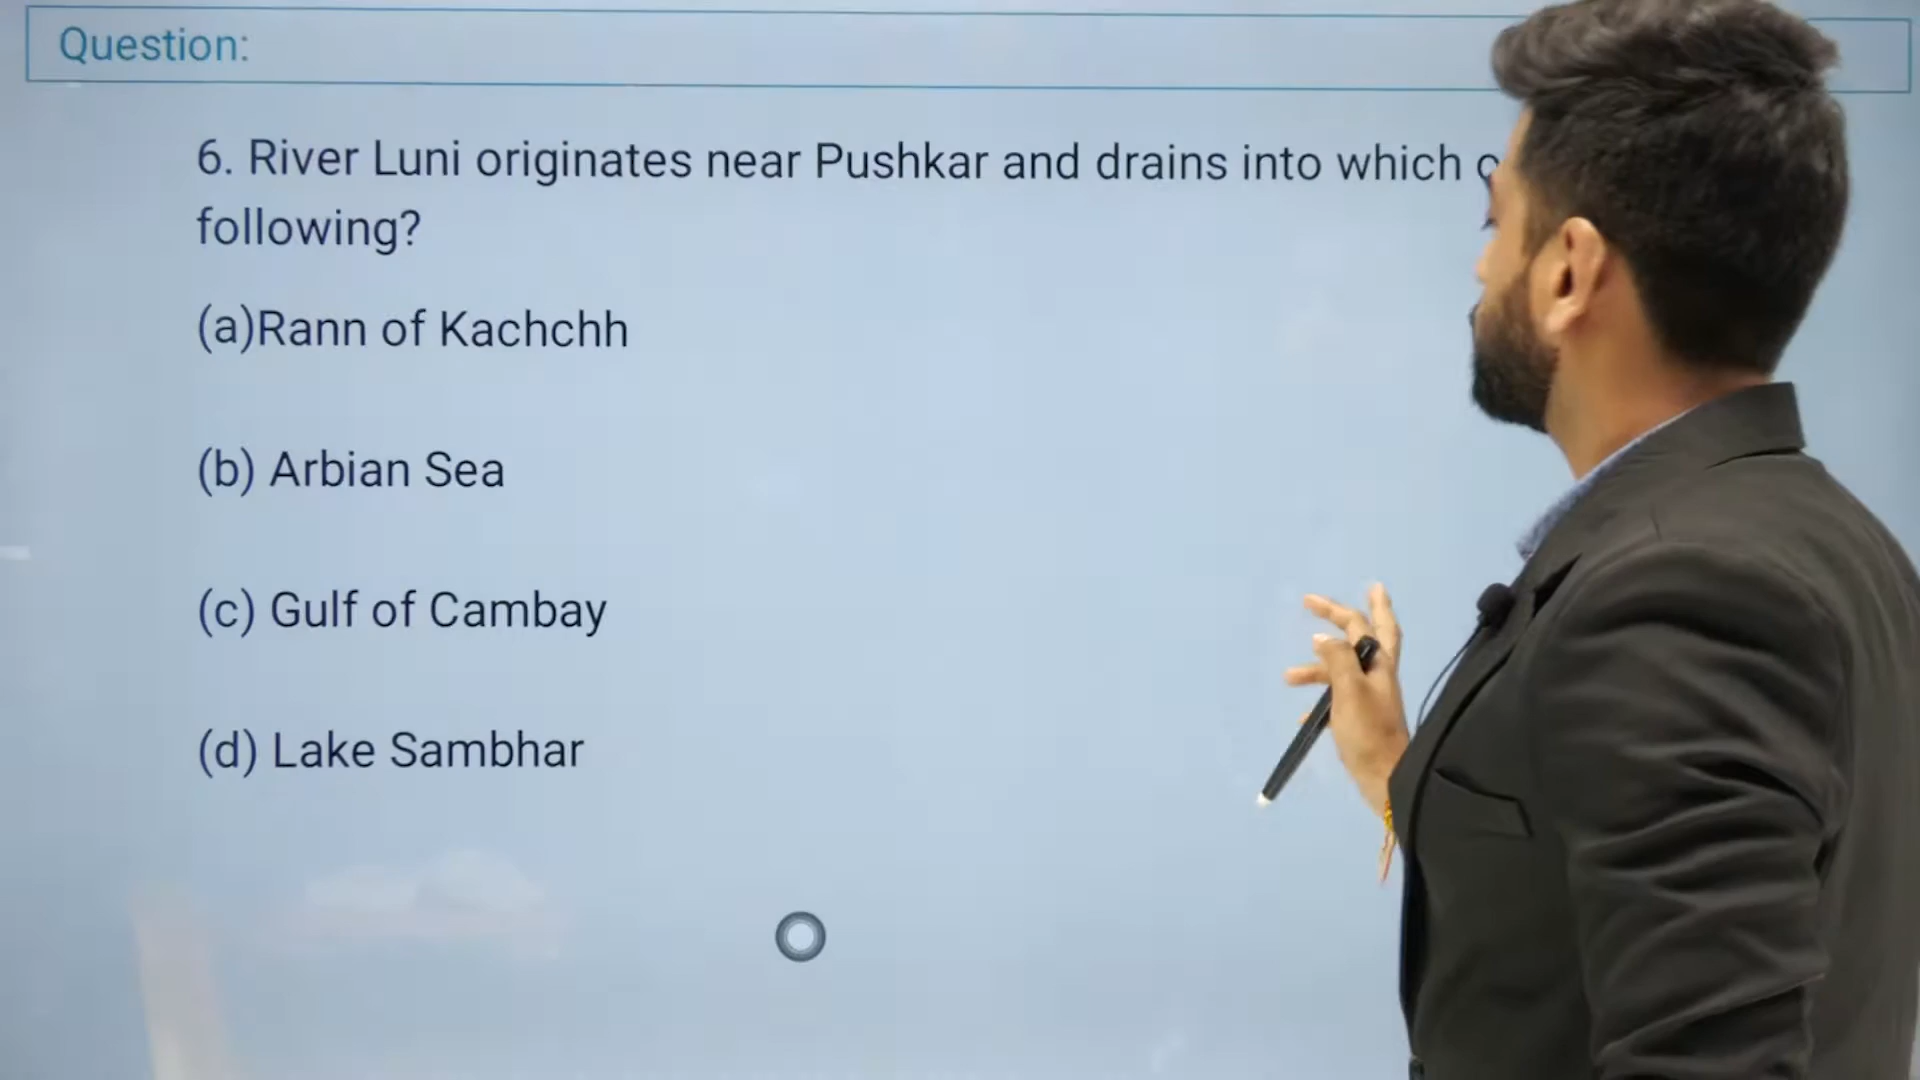 Question:
6. River Luni originates near Pushkar and drains into which
following?
(a)Rann of Kachchh
(b) Arbian Sea
(c) Gulf of Cambay
(d) Lake Sambhar